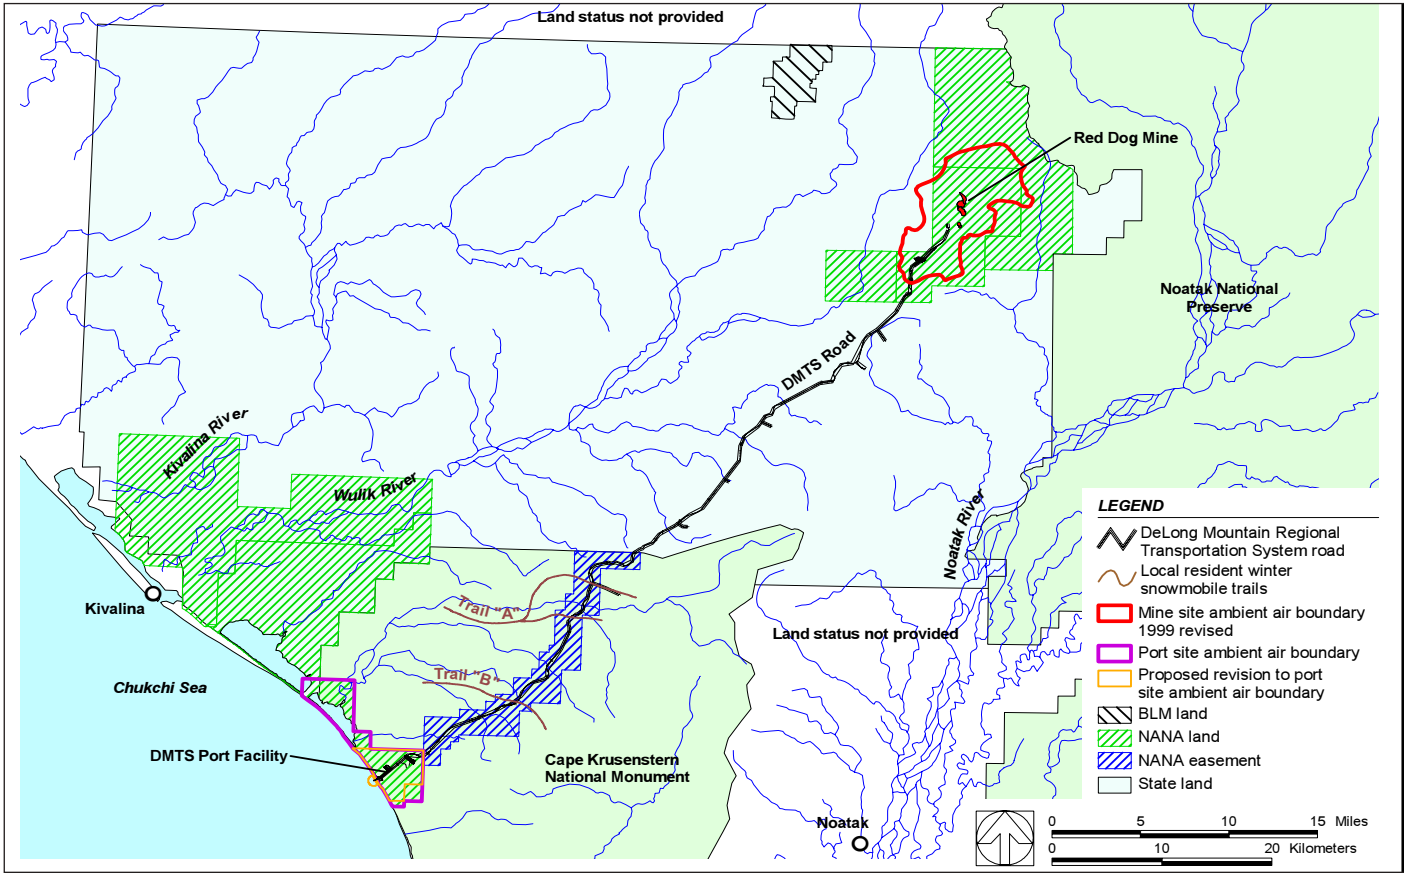 Land status not provided
Red Dog Mine
Noatak National
Preserve
DMTS Road
Kivalina River
Wulik River
Noatak River
Kivalina
Trail "A"
Land status not provided
Trail "B"
Chukchi Sea
DMTS Port Facility
Cape Krusenstern
National Monument
Noatak
LEGEND
DeLong Mountain Regional
Transportation System road
Local resident winter
snowmobile trails
Mine site ambient air boundary
1999 revised
Port site ambient air boundary
Proposed revision to port
site ambient air boundary
BLM land
NANA land
NANA easement
State land
0 5 10 15 Miles
0 10 20 Kilometers